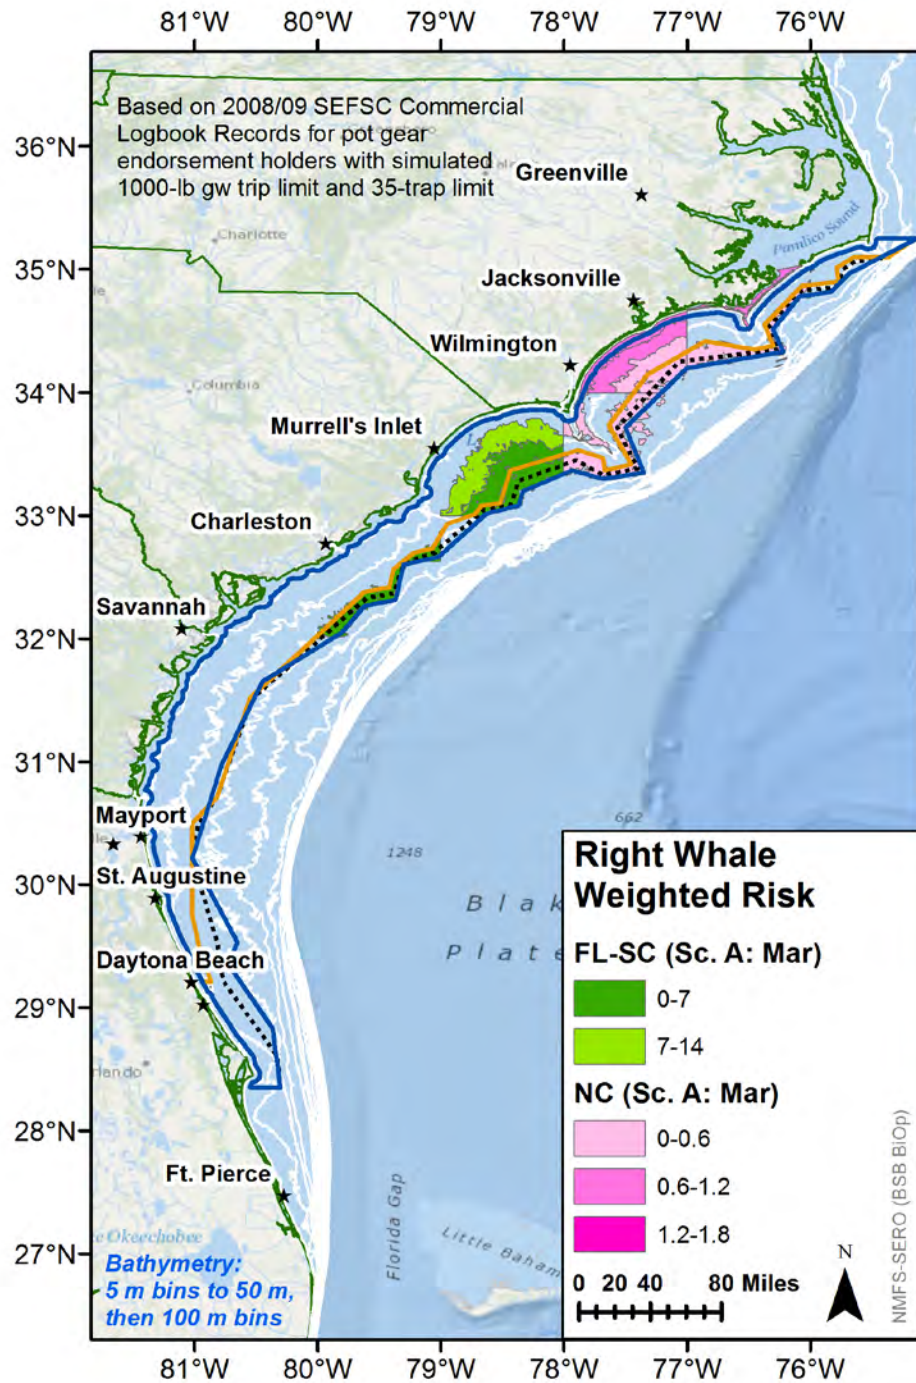 81°W 80°W 79°W 78°W 77°W 76°W
Based on 2008/09 SEFSC Commercial
Logbook Records for pot gear
endorsement holders with simulated
1000-lb gw trip limit and 35-trap limit
36°N
Greenville
Charlotte
Pamlico Sound
35°N
Jacksonville
Wilmington
34°N
Columbia
Murrell's Inlet
33°N
Charleston
Savannah
32°N
31°N
Mayport
662
1248
30°N
St. Augustine
Blak
Plate
Daytona Beach
29°N
lando
28°N
Ft. Pierce
Florida Gap
Little Baham
27°N
e Okeechobee
Bathymetry:
5 m bins to 50 m,
then 100 m bins
Right Whale
Weighted Risk
FL-SC (Sc. A: Mar)
0-7
7-14
NC (Sc. A: Mar)
0-0.6
0.6-1.2
1.2-1.8
N
0 20 40 80 Miles
NMFS-SERO (BSB BiOp)
81°W 80°W 79°W 78°W 77°W 76°W